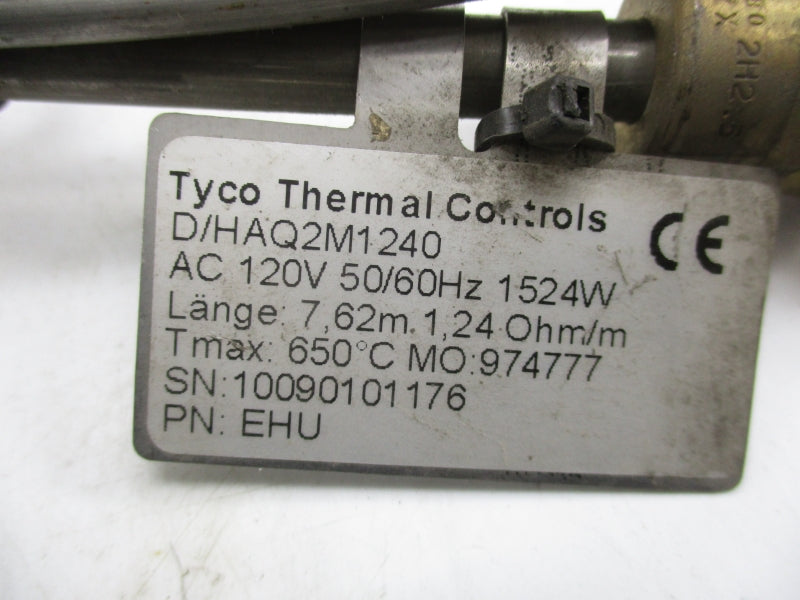 Tyco Thermal Controls
CE
D/HAQ2M1240
AC 120V 50/60Hz 1524W
Länge: 7,62m 1,24 Ohm/m
Tmax: 650°C MO:974777
SN:10090101176
PN: EHU